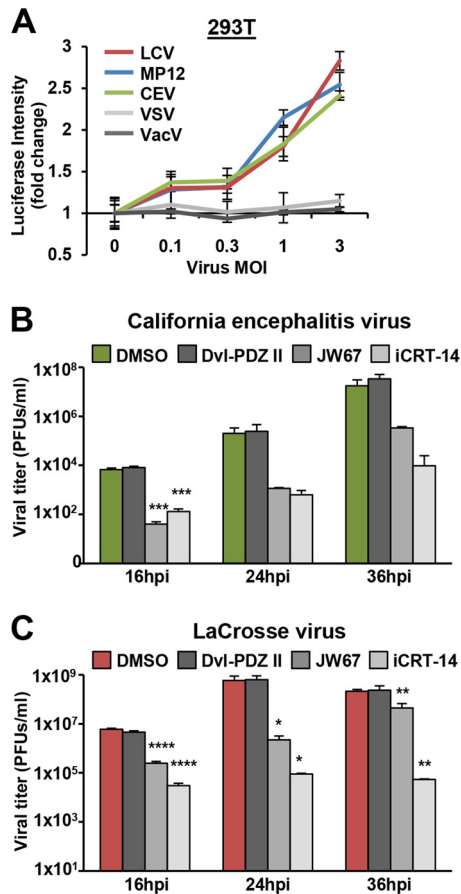 A
293T
Luciferase Intensity
(fold change)
3
2.5
2
1.5
1
0.5
LCV
MP12
CEV
VSV
VacV
0 0.1 0.3 1 3
Virus MOI
B
California encephalitis virus
DMSO Dvl-PDZ II JW67 iCRT-14
Viral titer (PFUs/ml)
1x10^8
1x10^6
1x10^4
1x10^2
0
*** ***
16hpi 24hpi 36hpi
C
LaCrosse virus
DMSO Dvl-PDZ II JW67 iCRT-14
Viral titer (PFUs/ml)
1x10^9
1x10^7
1x10^5
1x10^3
1x10^1
**** **** * * ** **
16hpi 24hpi 36hpi